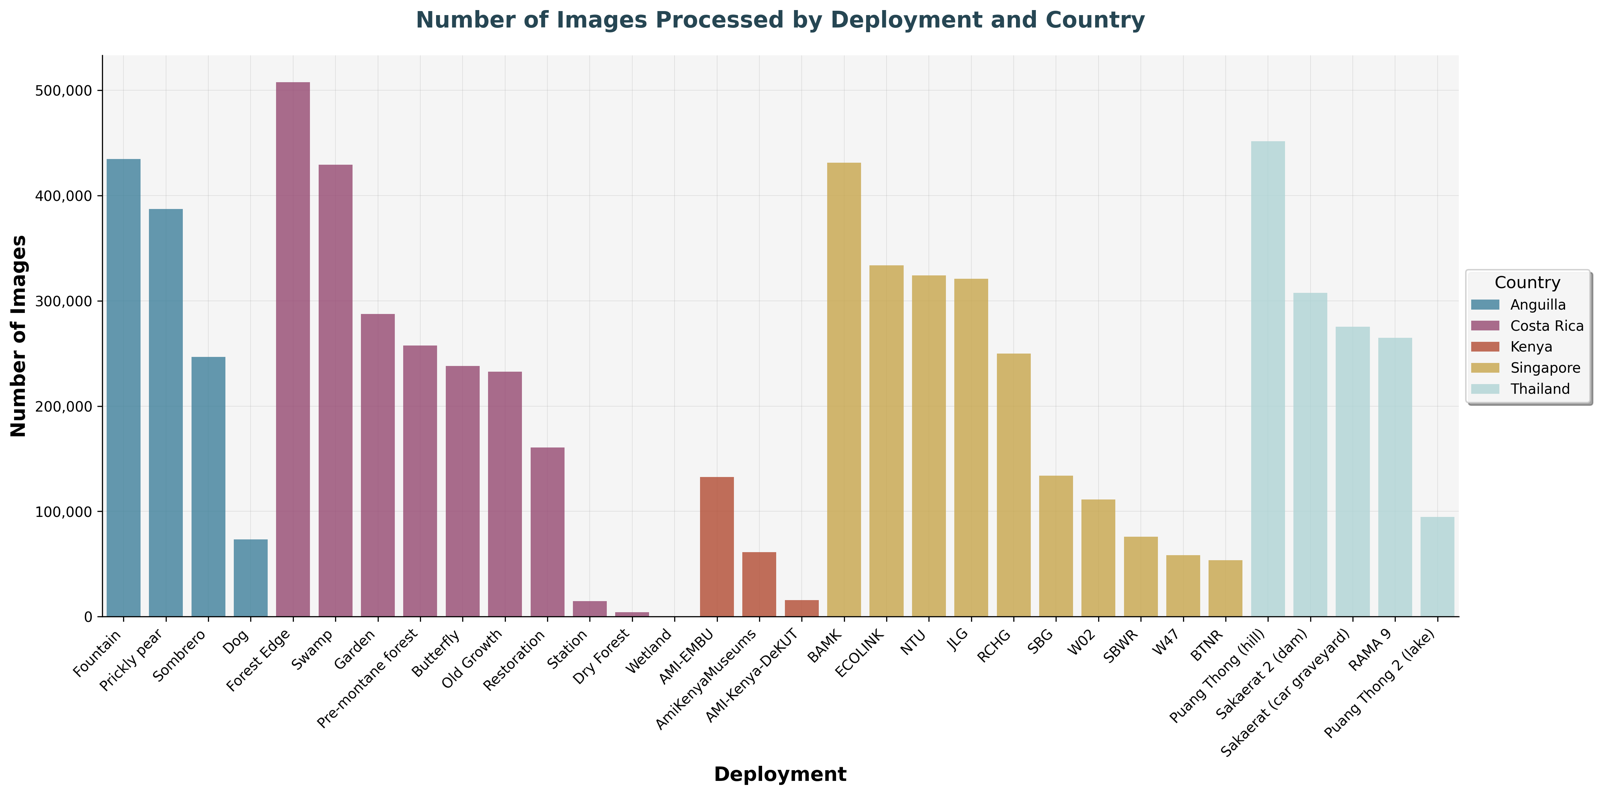 Number of Images Processed by Deployment and Country
Number of Images
500,000
400,000
300,000
200,000
100,000
0
Fountain
Prickly pear
Sombrero
Dog
Forest Edge
Swamp
Garden
Pre-montane forest
Butterfly
Old Growth
Restoration
Station
Dry Forest
Wetland
AMI-EMBU
AmiKenyaMuseums
AMI-Kenya-DeKUT
BAMK
ECOLINK
NTU
JLG
RCHG
SBG
W02
SBWR
W47
BTNR
Puang Thong (hill)
Sakaerat 2 (dam)
Sakaerat (car graveyard)
RAMA 9
Puang Thong 2 (lake)
Deployment
Country
Anguilla
Costa Rica
Kenya
Singapore
Thailand